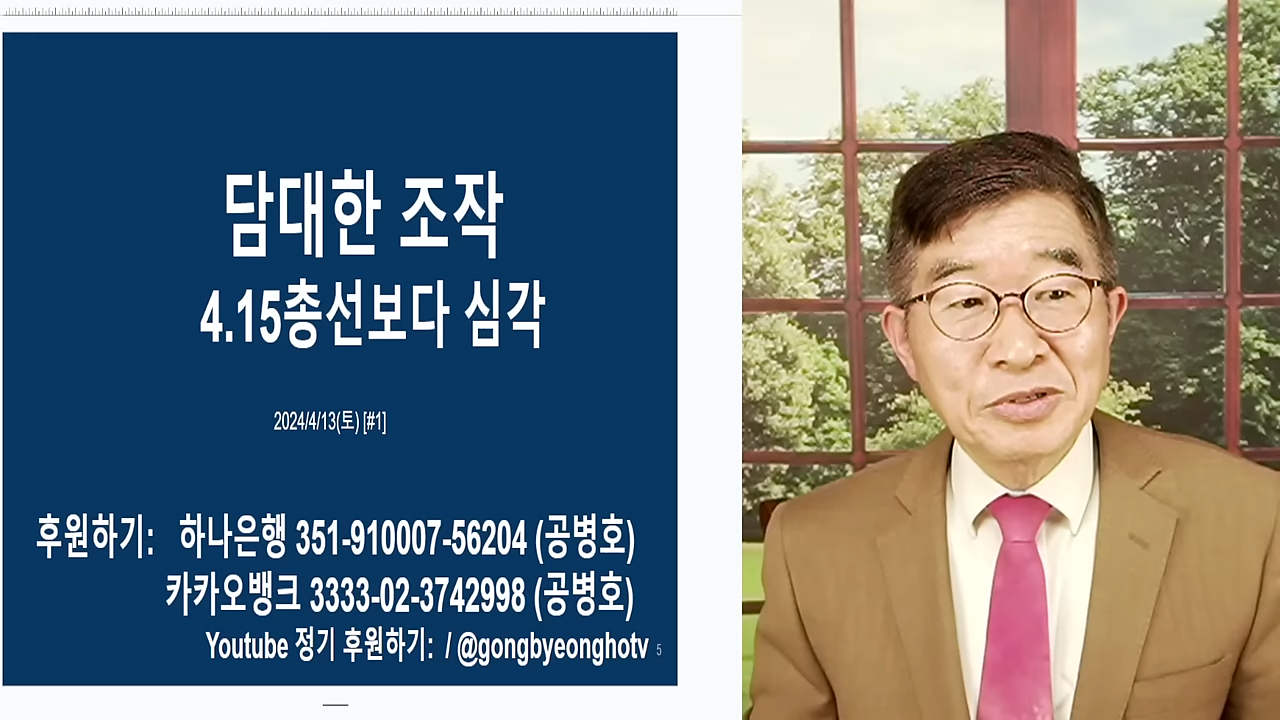 담대한 조작
4.15총선보다 심각
2024/4/13(토) [#1]
후원하기: 하나은행 351-910007-56204 (공병호)
카카오뱅크 3333-02-3742998 (공병호)
Youtube 정기 후원하기: / @gongbyeonghotv 5